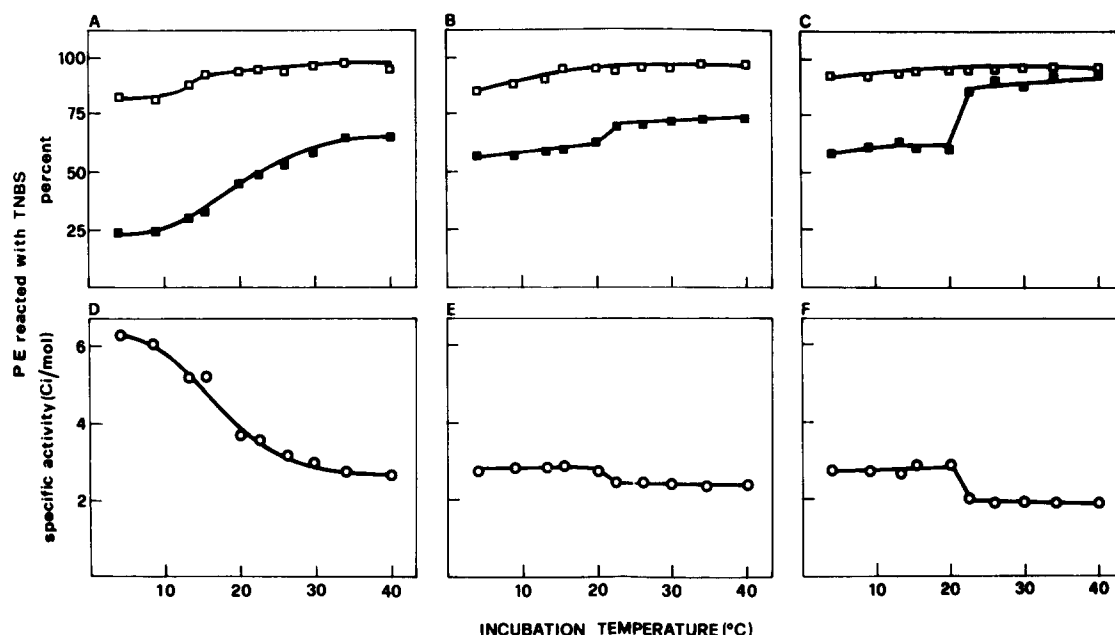 A
B
C
100
75
50
25
percent
PE reacted with TNBS
D
E
F
6
4
2
specific activity (Ci/mol)
10 20 30 40
10 20 30 40
10 20 30 40
INCUBATION TEMPERATURE (°C)